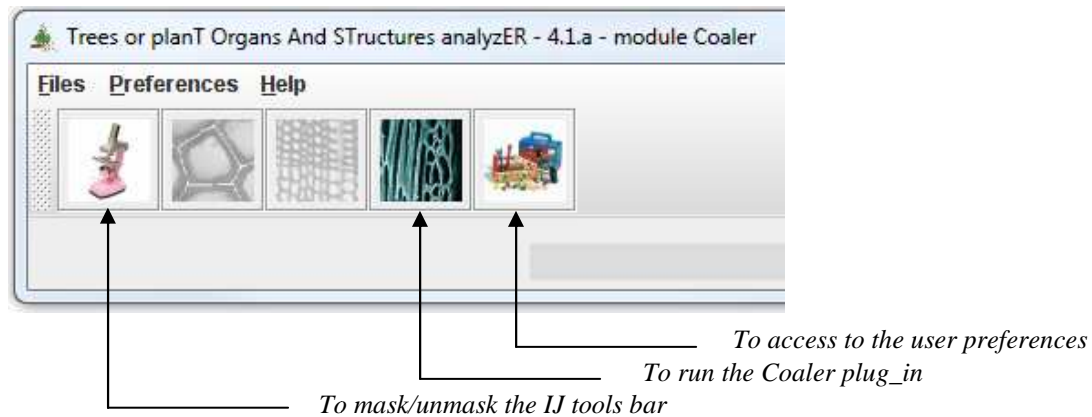 Trees or planT Organs And STructures analyzER - 4.1.a - module Coaler
Files Preferences Help
To access to the user preferences
To run the Coaler plug_in
To mask/unmask the IJ tools bar